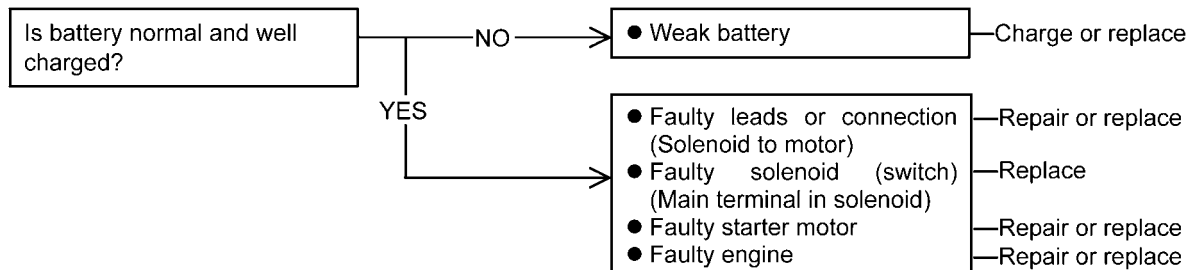 Is battery normal and well
charged?
NO
● Weak battery
Charge or replace
YES
● Faulty leads or connection
(Solenoid to motor)
Repair or replace
● Faulty solenoid (switch)
(Main terminal in solenoid)
Replace
● Faulty starter motor
Repair or replace
● Faulty engine
Repair or replace